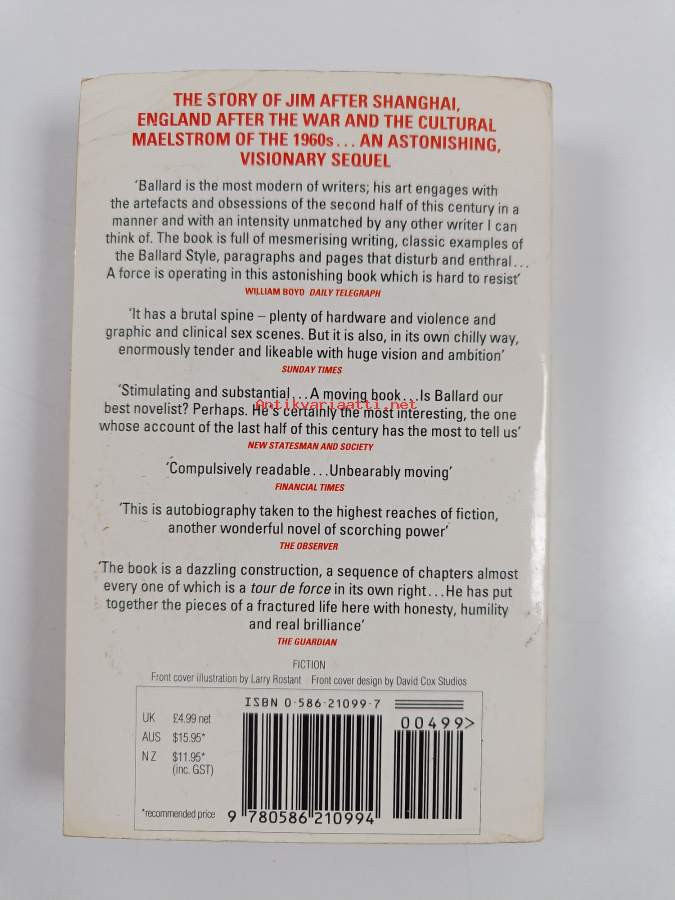 THE STORY OF JIM AFTER SHANGHAI,
ENGLAND AFTER THE WAR AND THE CULTURAL
MAELSTROM OF THE 1960s... AN ASTONISHING,
VISIONARY SEQUEL
'Ballard is the most modern of writers; his art engages with
the artefacts and obsessions of the second half of this century in a
manner and with an intensity unmatched by any other writer I can
think of. The book is full of mesmerising writing, classic examples of
the Ballard Style, paragraphs and pages that disturb and enthral...
A force is operating in this astonishing book which is hard to resist'
WILLIAM BOYD DAILY TELEGRAPH
'It has a brutal spine – plenty of hardware and violence and
graphic and clinical sex scenes. But it is also, in its own chilly way,
enormously tender and likeable with huge vision and ambition'
SUNDAY TIMES
'Stimulating and substantial...A moving book...Is Ballard our
best novelist? Perhaps. He's certainly the most interesting, the one
Antikvariaatti.net
whose account of the last half of this century has the most to tell us'
NEW STATESMAN AND SOCIETY
'Compulsively readable...Unbearably moving'
FINANCIAL TIMES
'This is autobiography taken to the highest reaches of fiction,
another wonderful novel of scorching power'
THE OBSERVER
'The book is a dazzling construction, a sequence of chapters almost
every one of which is a tour de force in its own right...He has put
together the pieces of a fractured life here with honesty, humility
and real brilliance'
THE GUARDIAN
FICTION
Front cover illustration by Larry Rostant Front cover design by David Cox Studios
ISBN 0-586-21099-7
UK £4.99 net
AUS $15.95*
NZ $11.95*
(inc. GST)
*recommended price
00499>
9 780586 210994